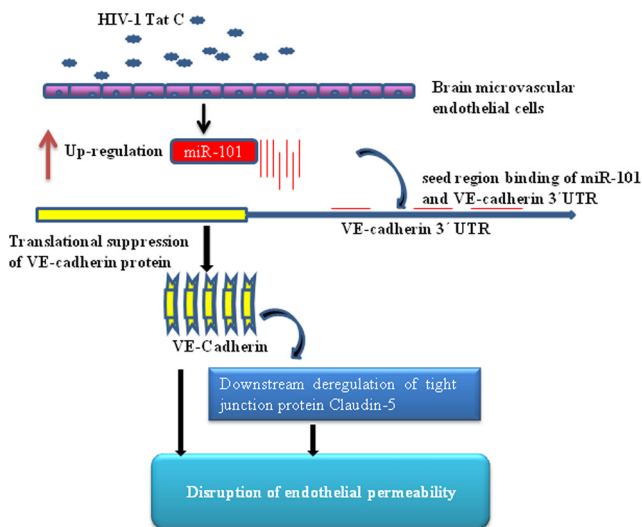 HIV-1 Tat C
Brain microvascular
endothelial cells
Up-regulation
miR-101
seed region binding of miR-101
and VE-cadherin 3´UTR
VE-cadherin 3´ UTR
Translational suppression
of VE-cadherin protein
VE-Cadherin
Downstream deregulation of tight
junction protein Claudin-5
Disruption of endothelial permeability